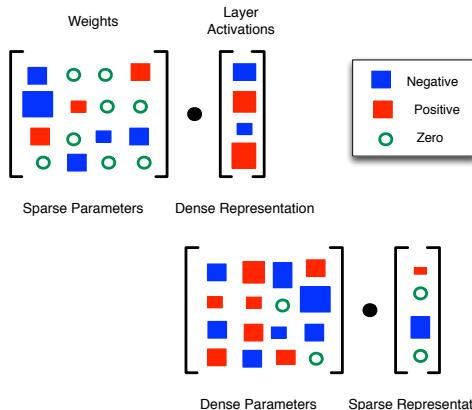 Weights
Layer
Activations
Negative
Positive
Zero
Sparse Parameters
Dense Representation
Dense Parameters
Sparse Representat